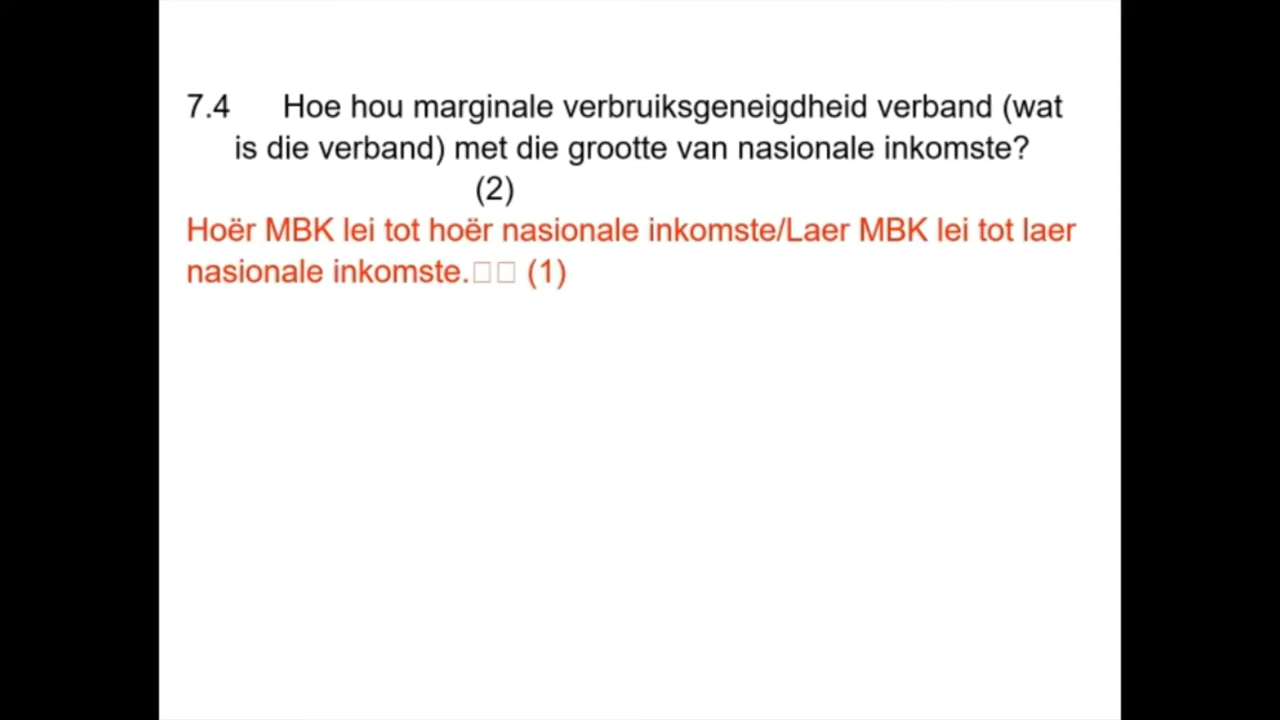 7.4 Hoe hou marginale verbruiksgeneigdheid verband (wat
is die verband) met die grootte van nasionale inkomste?
(2)
Hoër MBK lei tot hoër nasionale inkomste/Laer MBK lei tot laer
nasionale inkomste.□□ (1)